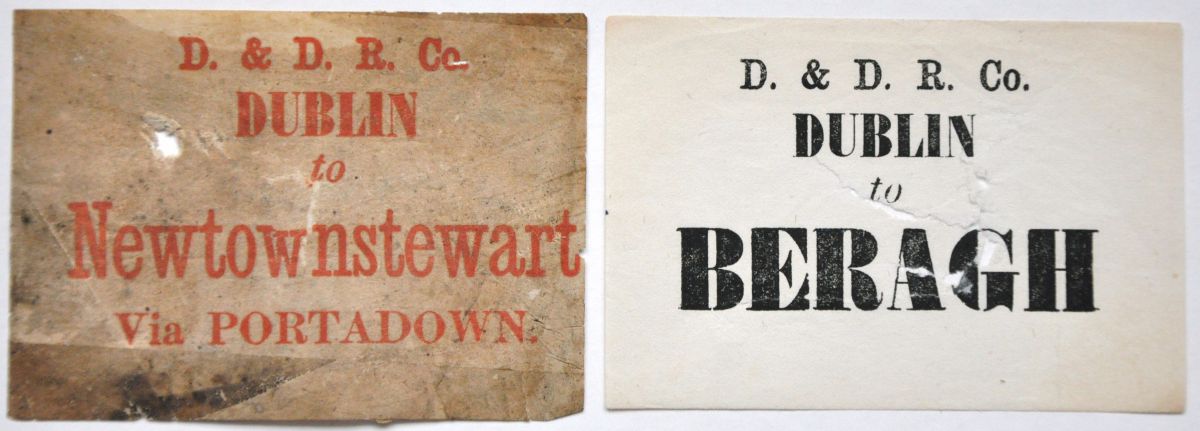 D. & D. R. Co.
DUBLIN
to
Newtownstewart
Via PORTADOWN.
D. & D. R. Co.
DUBLIN
to
BERAGH